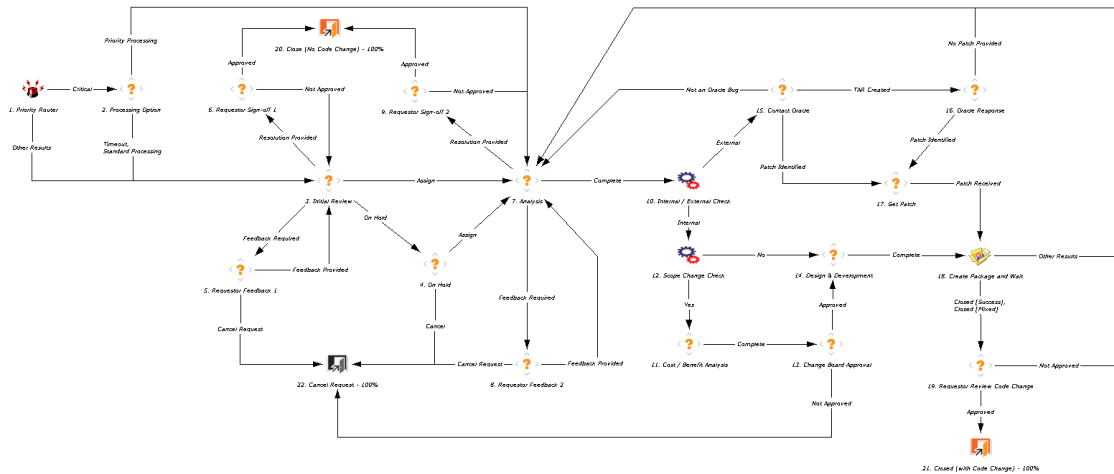 Priority Processing
No Patch Provided
20. Close (No Code Change) - 100%
Approved
Approved
Critical
Not Approved
Not Approved
Not an Oracle Bug
TAR Created
1. Priority Router
2. Processing Option
6. Requestor Sign-off 1
9. Requestor Sign-off 2
15. Contact Oracle
16. Oracle Response
Other Results
Timeout,
Standard Processing
Resolution Provided
Resolution Provided
External
Patch Identified
Patch Identified
Assign
Complete
Patch Received
3. Initial Review
7. Analysis
10. Internal / External Check
17. Get Patch
On Hold
Internal
Assign
Feedback Required
No
Complete
Other Results
Feedback Provided
12. Scope Change Check
14. Design & Development
18. Create Package and Wait
5. Requestor Feedback 1
4. On Hold
Feedback Required
Yes
Approved
Closed [Success],
Closed [Mixed]
Cancel Request
Cancel
Complete
Cancel Request
Feedback Provided
11. Cost / Benefit Analysis
13. Change Board Approval
Not Approved
22. Cancel Request - 100%
8. Requestor Feedback 2
19. Requestor Review Code Change
Not Approved
Approved
21. Closed (with Code Change) - 100%